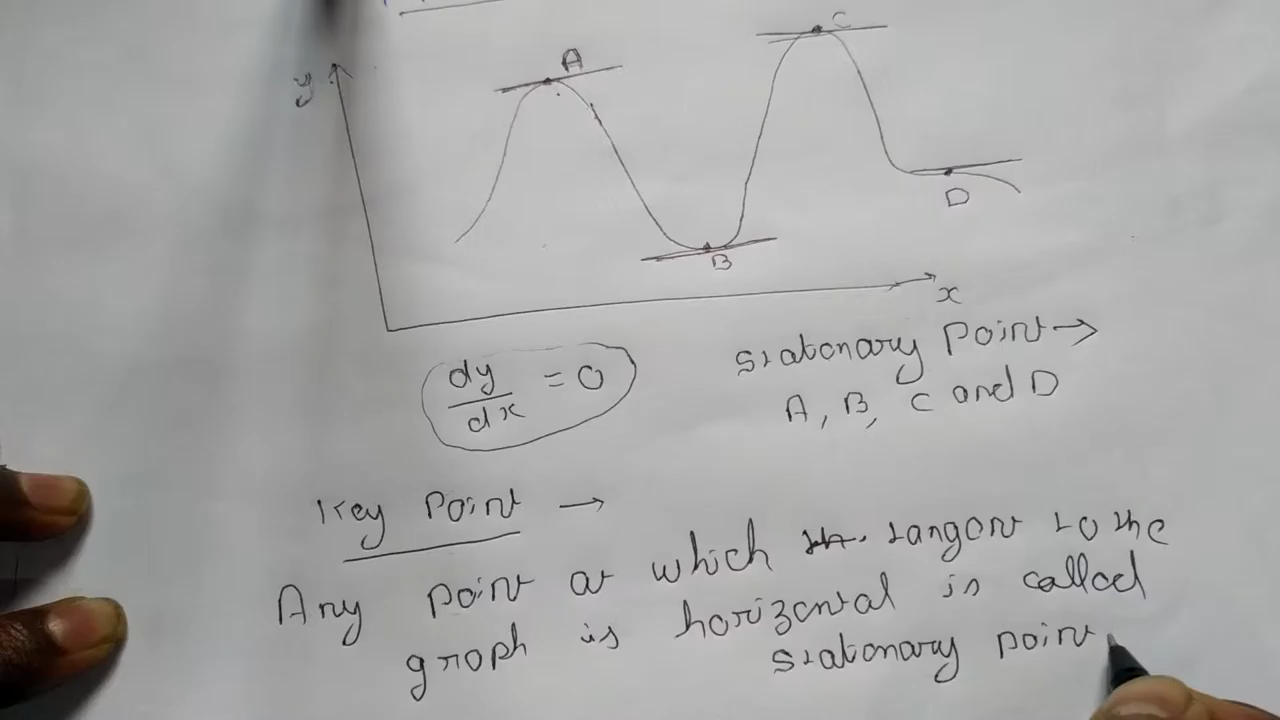 A
C
y
D
B
x
dy/dx = 0
Stationary Point →
A, B, C and D
Key Point →
Any point at which tangent to the
graph is horizontal is called
stationary point